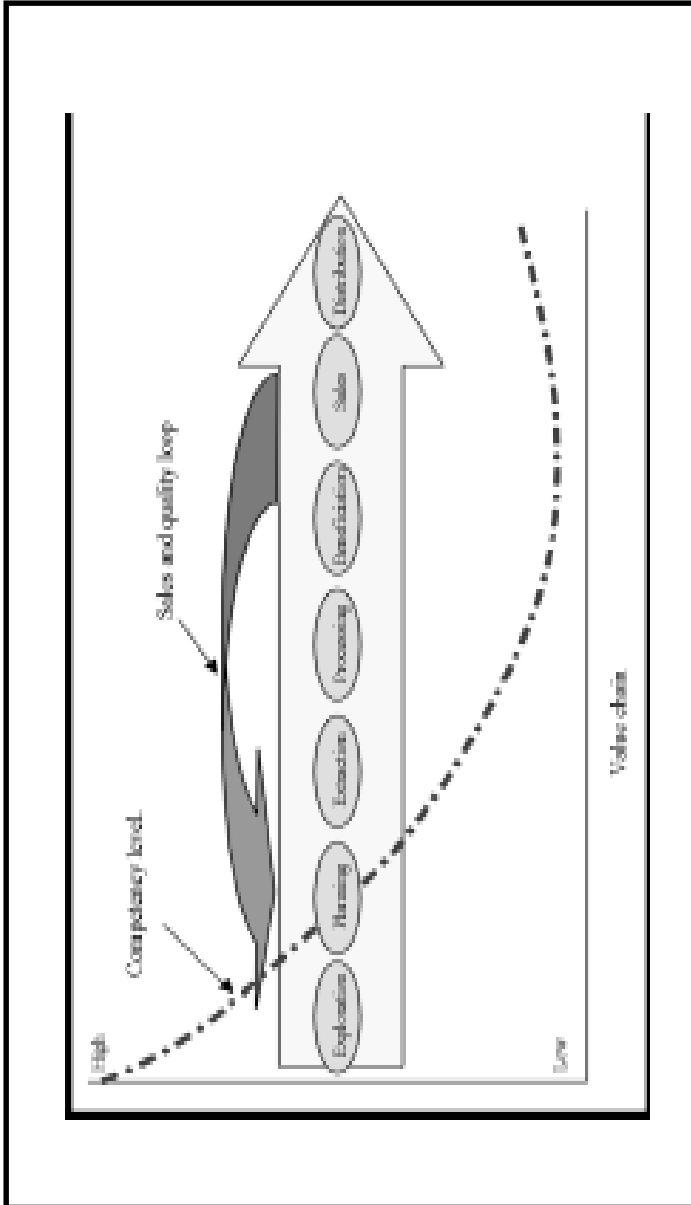 Sales and quality loop
Competency level.
High
Exploration
Planning
Extraction
Processing
Beneficiation
Sales
Distribution
Low
Value chain